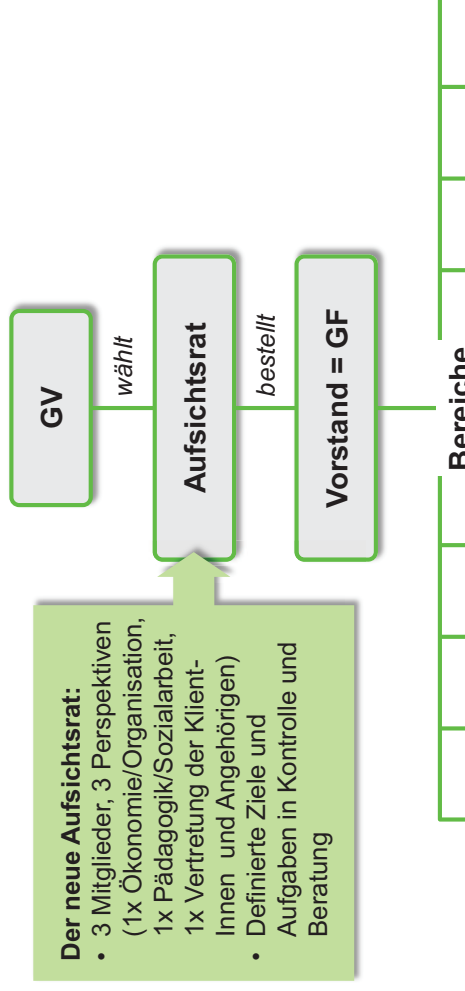 GV
wählt
Aufsichtsrat
bestellt
Vorstand = GF
Bereiche
Der neue Aufsichtsrat:
• 3 Mitglieder, 3 Perspektiven
(1x Ökonomie/Organisation,
1x Pädagogik/Sozialarbeit,
1x Vertretung der Klient-
Innen und Angehörigen)
• Definierte Ziele und
Aufgaben in Kontrolle und
Beratung